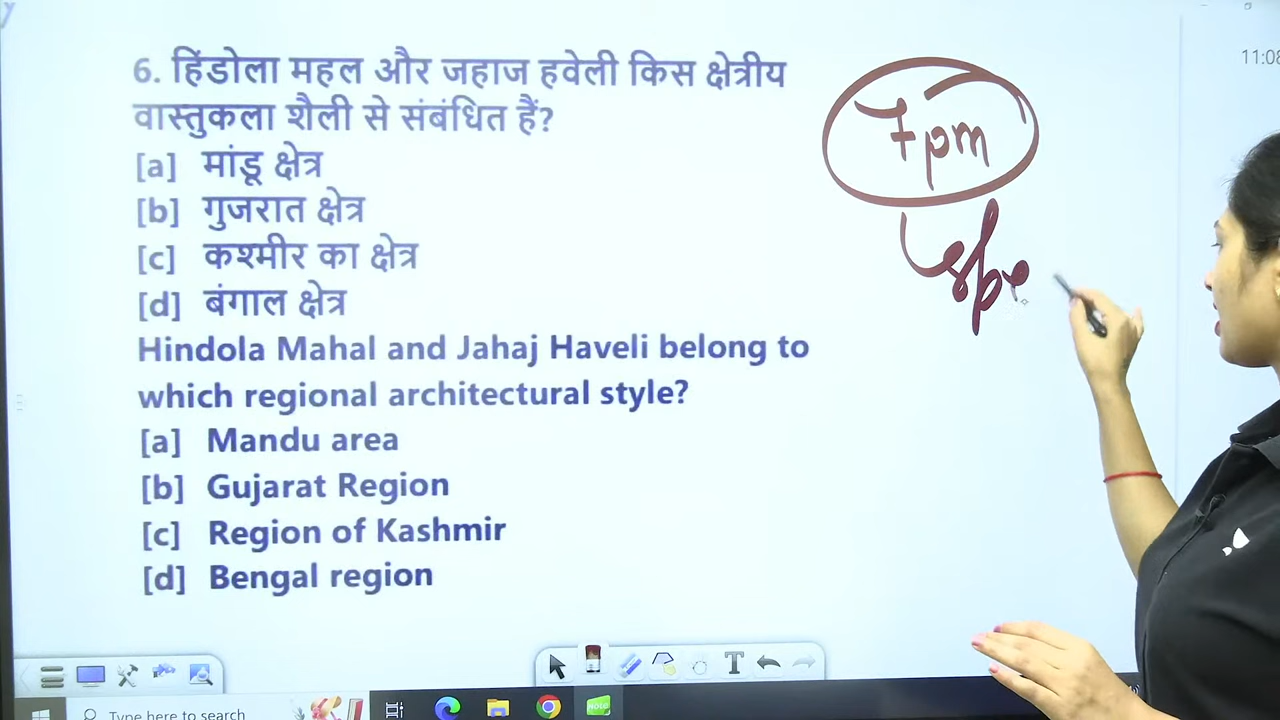 11:08
6. हिंडोला महल और जहाज हवेली किस क्षेत्रीय
वास्तुकला शैली से संबंधित हैं?
[a] मांडू क्षेत्र
[b] गुजरात क्षेत्र
[c] कश्मीर का क्षेत्र
[d] बंगाल क्षेत्र
Hindola Mahal and Jahaj Haveli belong to
which regional architectural style?
[a] Mandu area
[b] Gujarat Region
[c] Region of Kashmir
[d] Bengal region
7pm
Type here to search